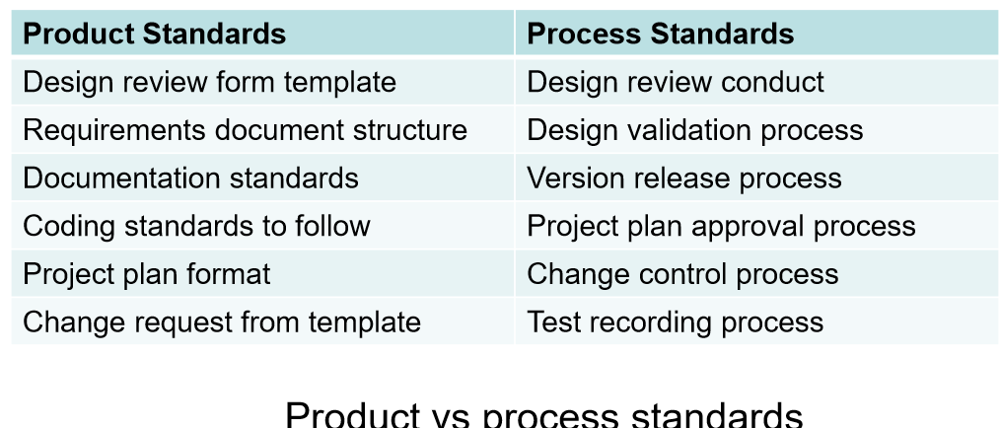 Product Standards Process Standards
Design review form template Design review conduct
Requirements document structure Design validation process
Documentation standards Version release process
Coding standards to follow Project plan approval process
Project plan format Change control process
Change request from template Test recording process
Product vs process standards